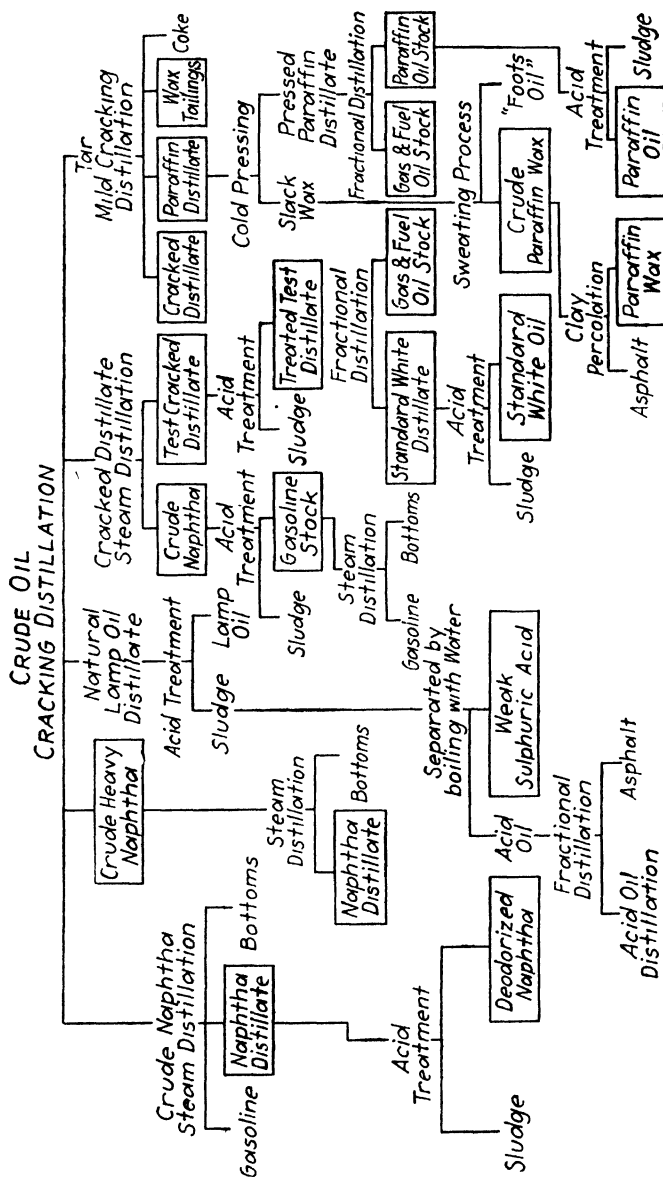 CRUDE OIL
CRACKING DISTILLATION
Crude Naphtha
Steam Distillation
Gasoline
Naphtha
Distillate
Bottoms
Acid
Treatment
Sludge
Deodorized
Naphtha
Crude Heavy
Naphtha
Steam
Distillation
Naphtha
Distillate
Bottoms
Natural
Lamp Oil
Distillate
Acid Treatment
Sludge
Lamp
Oil
Separated by
boiling with Water
Acid
Oil
Weak
Sulphuric Acid
Fractional
Distillation
Acid Oil
Distillation
Asphalt
Cracked Distillate
Steam Distillation
Crude
Naphtha
Test Cracked
Distillate
Acid
Treatment
Sludge
Gasoline
Stock
Steam
Distillation
Gasoline
Bottoms
Acid
Treatment
Sludge
Treated Test
Distillate
Fractional
Distillation
Standard White
Distillate
Gas & Fuel
Oil Stock
Acid
Treatment
Sludge
Standard
White Oil
Tar
Mild Cracking
Distillation
Cracked
Distillate
Paraffin
Distillate
Wax
Tailings
Coke
Cold Pressing
Slack
Wax
Pressed
Paraffin
Distillate
Fractional Distillation
Gas & Fuel
Oil Stock
Paraffin
Oil Stock
Sweating Process
Crude
Paraffin Wax
"Foots
Oil"
Clay
Percolation
Asphalt
Paraffin
Wax
Acid
Treatment
Paraffin
Oil
Sludge